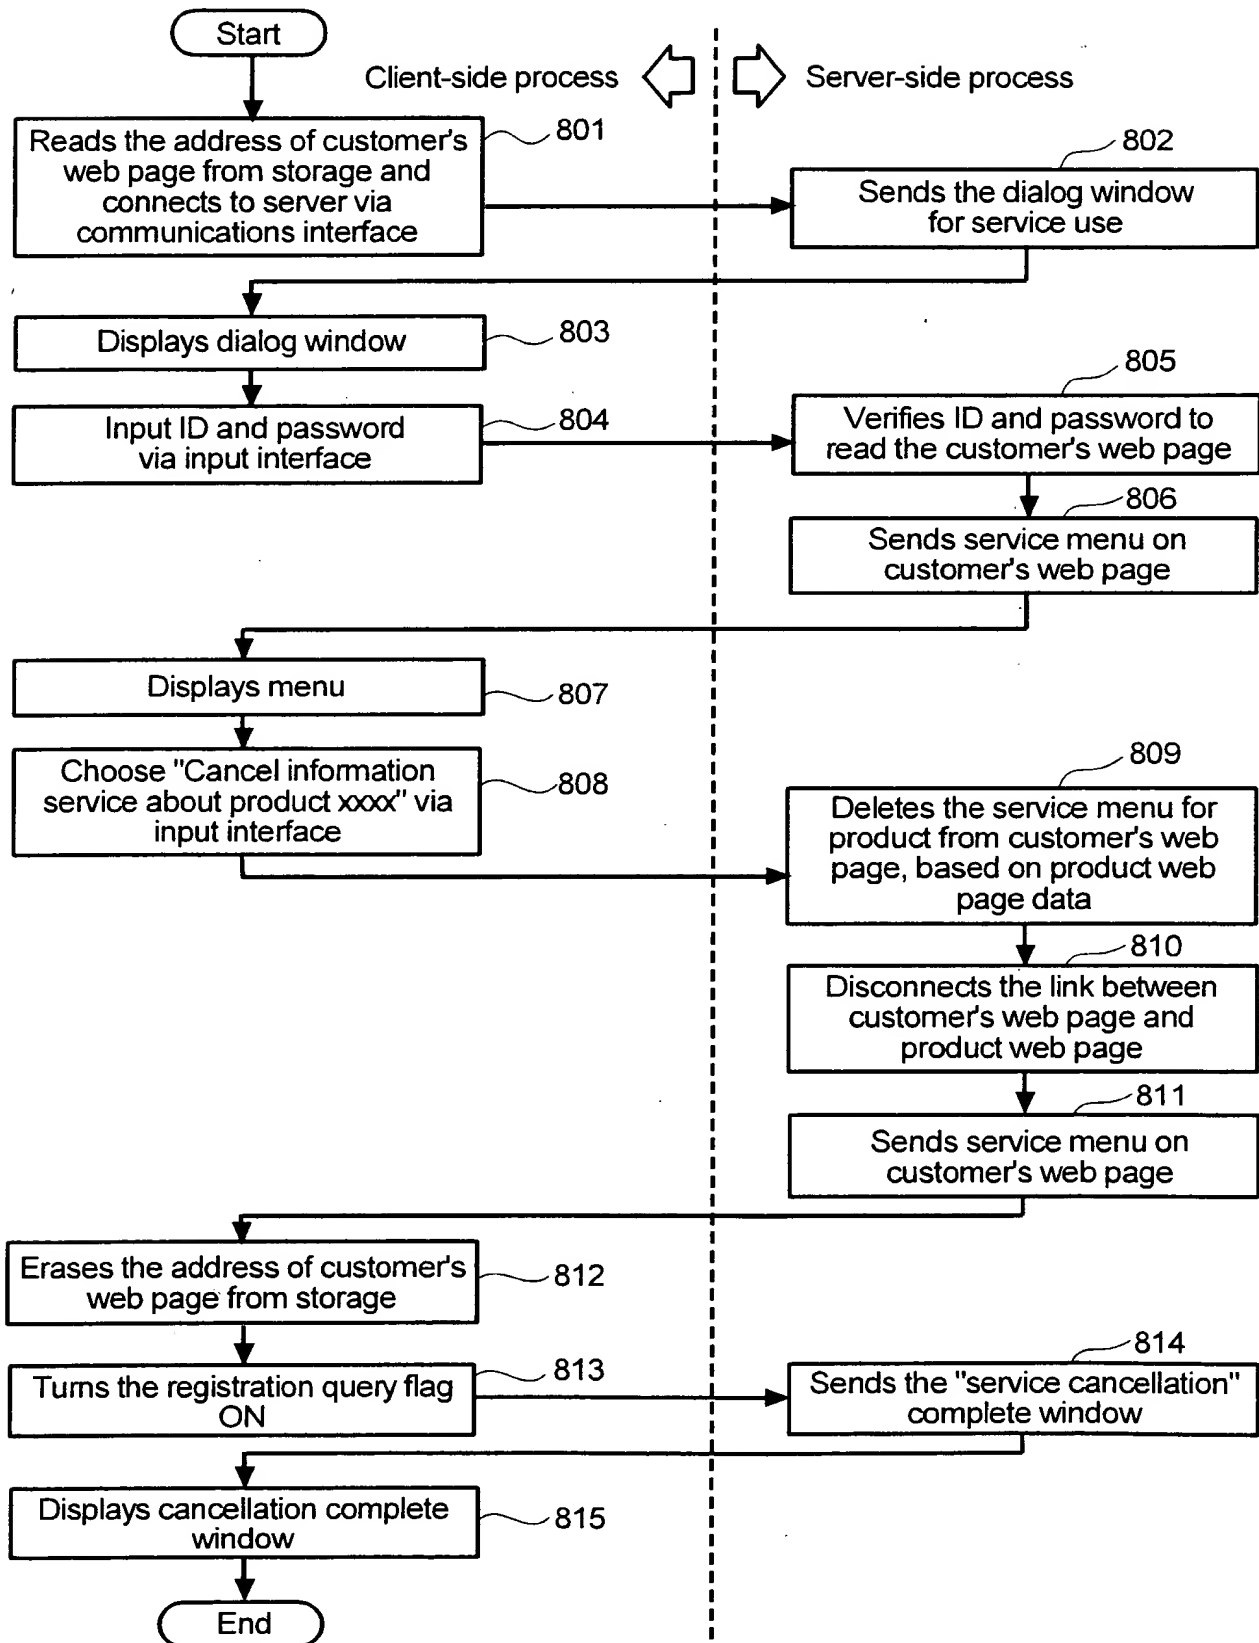 Start
Client-side process
Server-side process
801
Reads the address of customer's
web page from storage and
connects to server via
communications interface
802
Sends the dialog window
for service use
Displays dialog window
803
805
Input ID and password
via input interface
804
Verifies ID and password to
read the customer's web page
806
Sends service menu on
customer's web page
Displays menu
807
Choose "Cancel information
service about product xxxx" via
input interface
808
809
Deletes the service menu for
product from customer's web
page, based on product web
page data
810
Disconnects the link between
customer's web page and
product web page
811
Sends service menu on
customer's web page
Erases the address of customer's
web page from storage
812
813
Turns the registration query flag
ON
814
Sends the "service cancellation"
complete window
Displays cancellation complete
window
815
End